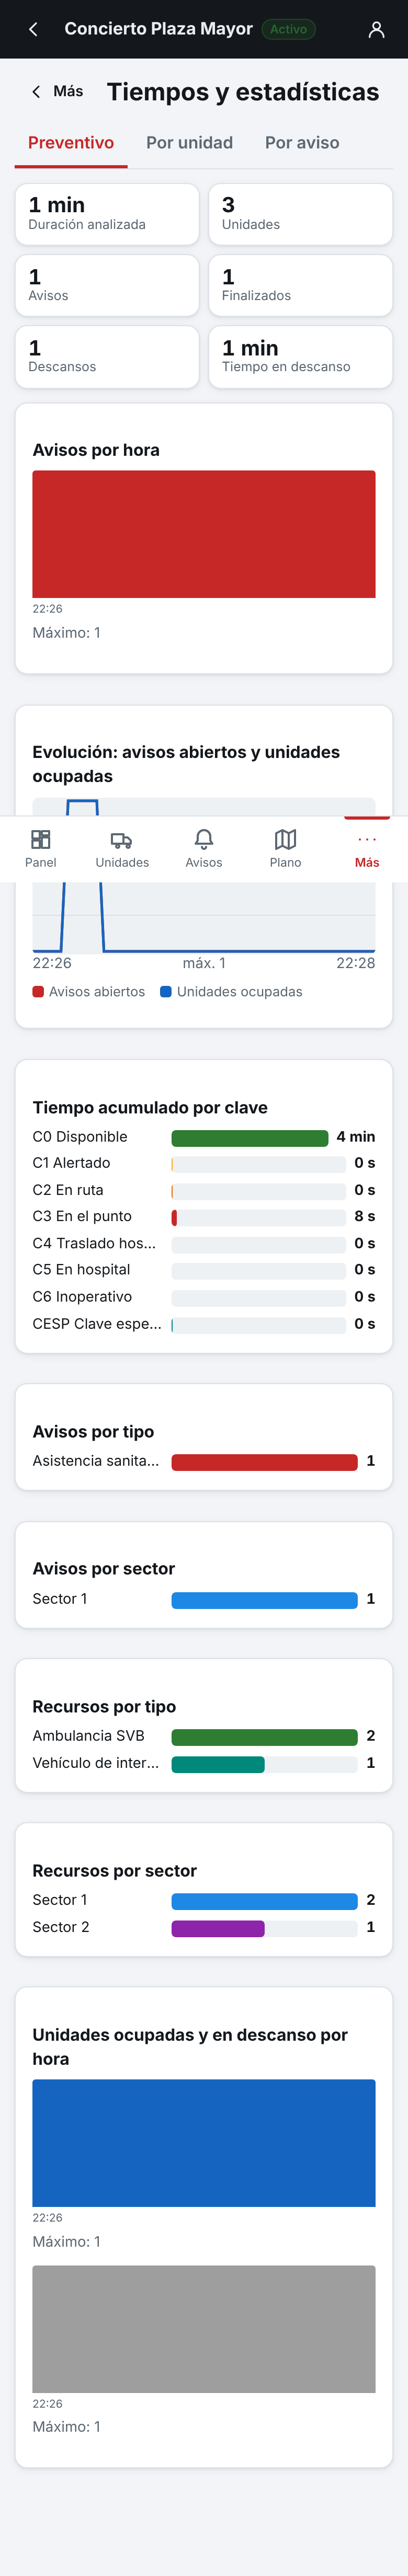 Concierto Plaza Mayor Activo
Más Tiempos y estadísticas
Preventivo Por unidad Por aviso
1 min
Duración analizada
3
Unidades
1
Avisos
1
Finalizados
1
Descansos
1 min
Tiempo en descanso
Avisos por hora
22:26
Máximo: 1
Evolución: avisos abiertos y unidades
ocupadas
Panel Unidades Avisos Plano Más
22:26 máx. 1 22:28
Avisos abiertos Unidades ocupadas
Tiempo acumulado por clave
C0 Disponible 4 min
C1 Alertado 0 s
C2 En ruta 0 s
C3 En el punto 8 s
C4 Traslado hos... 0 s
C5 En hospital 0 s
C6 Inoperativo 0 s
CESP Clave espe... 0 s
Avisos por tipo
Asistencia sanita... 1
Avisos por sector
Sector 1 1
Recursos por tipo
Ambulancia SVB 2
Vehículo de inter... 1
Recursos por sector
Sector 1 2
Sector 2 1
Unidades ocupadas y en descanso por
hora
22:26
Máximo: 1
22:26
Máximo: 1